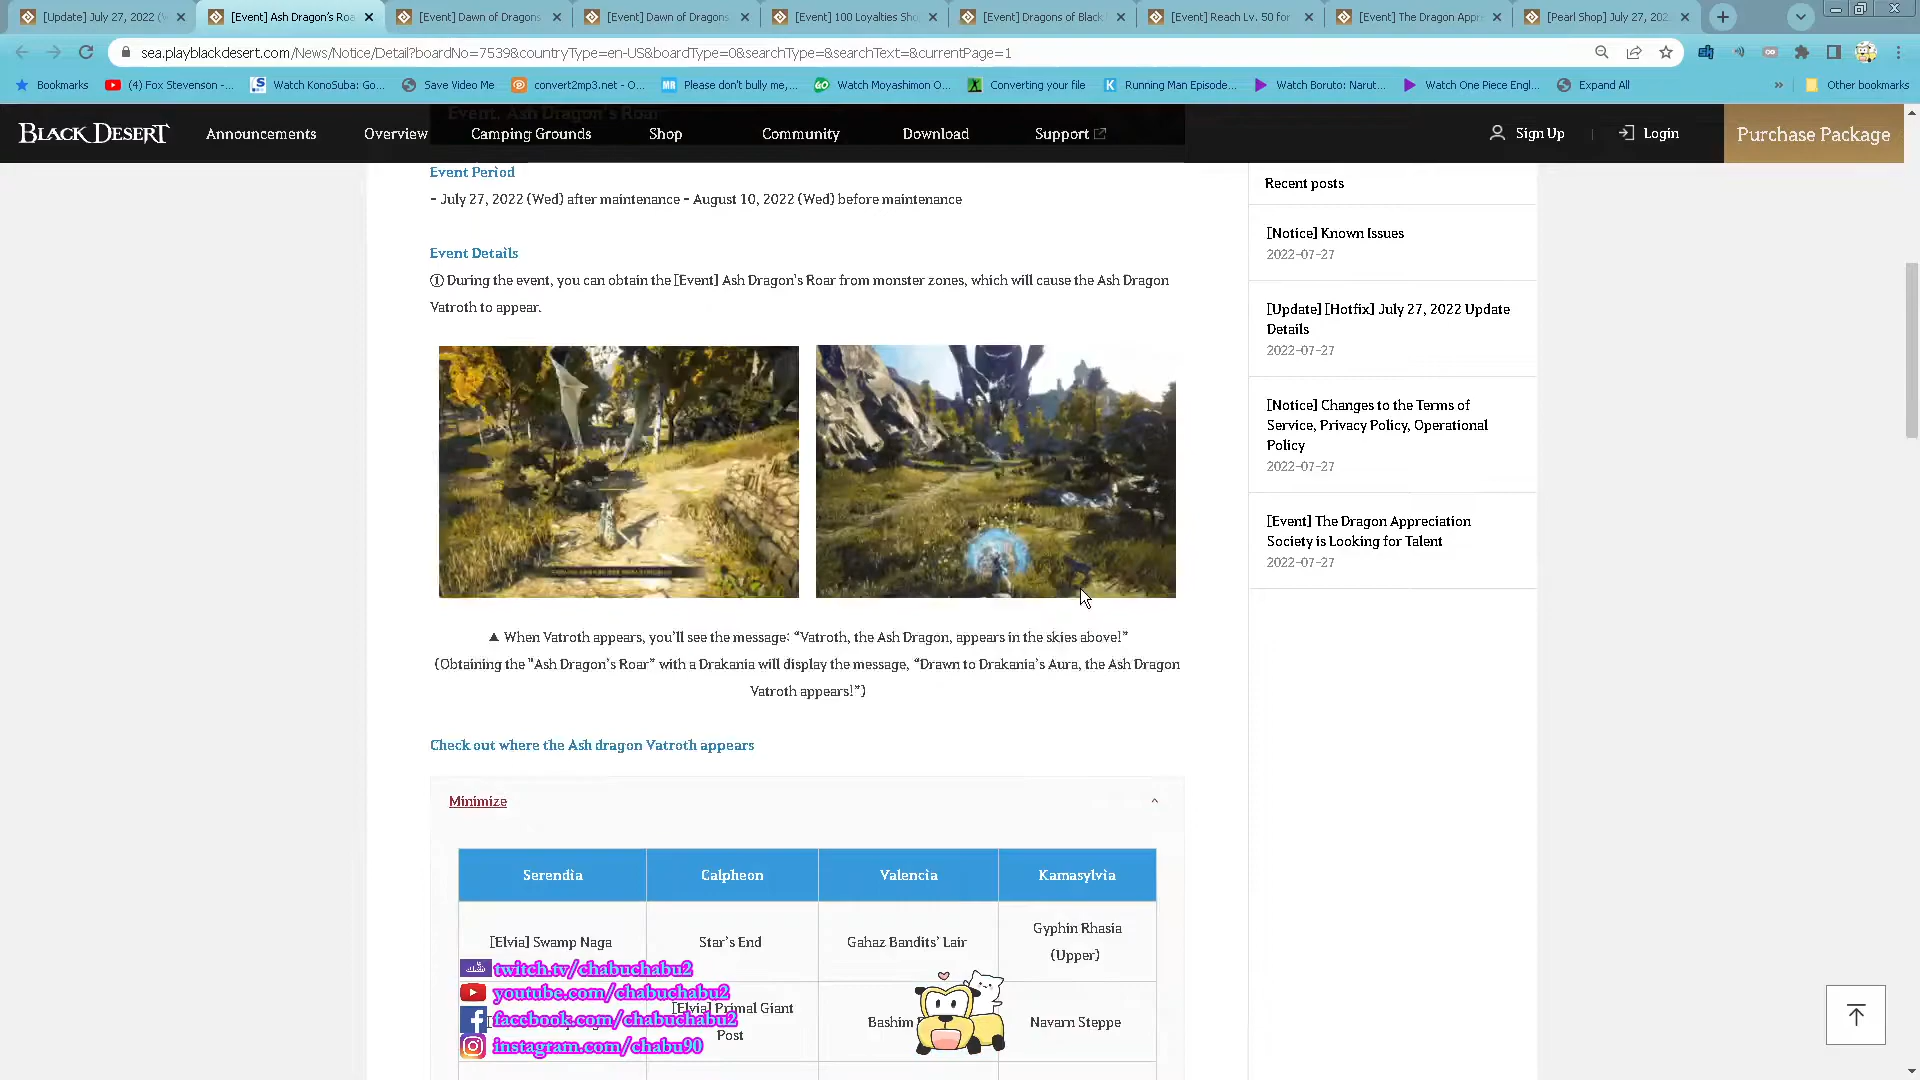 [Update] July 27, 2022 (
[Event] Ash Dragon's Roa
[Event] Dawn of Dragons
[Event] Dawn of Dragons
[Event] 100 Loyalties Sho
[Event] Dragons of Black
[Event] Reach Lv. 50 for
[Event] The Dragon Appr
[Pearl Shop] July 27, 202
sea.playblackdesert.com/News/Notice/Detail?boardNo=7539&countryType=en-US&boardType=0&searchType=&searchText=&currentPage=1
Bookmarks
(4) Fox Stevenson -...
Watch KonoSuba: Go...
Save Video Me
convert2mp3.net - O...
Please don't bully me,...
Watch Moyashimon O...
Converting your file
Running Man Episode...
Watch Boruto: Narut...
Watch One Piece Engl...
Expand All
»
Other bookmarks
Event. Ash Dragon's Roar
BLACK DESERT
Announcements
Overview
Camping Grounds
Shop
Community
Download
Support
Sign Up
Login
Purchase Package
Event Period
- July 27, 2022 (Wed) after maintenance - August 10, 2022 (Wed) before maintenance
Event Details
① During the event, you can obtain the [Event] Ash Dragon's Roar from monster zones, which will cause the Ash Dragon
Vatroth to appear.
▲ When Vatroth appears, you'll see the message: “Vatroth, the Ash Dragon, appears in the skies above!”
(Obtaining the "Ash Dragon's Roar” with a Drakania will display the message, “Drawn to Drakania's Aura, the Ash Dragon
Vatroth appears!”)
Check out where the Ash dragon Vatroth appears
Minimize
Serendia
Calpheon
Valencia
Kamasylvia
[Elvia] Swamp Naga
Star's End
Gahaz Bandits' Lair
Gyphin Rhasia
(Upper)
[Elvia] Primal Giant
Post
Bashim
Navarn Steppe
twitch.tv/chabuchabu2
youtube.com/chabuchabu2
facebook.com/chabuchabu2
instagram.com/chabu90
Recent posts
[Notice] Known Issues
2022-07-27
[Update] [Hotfix] July 27, 2022 Update
Details
2022-07-27
[Notice] Changes to the Terms of
Service, Privacy Policy, Operational
Policy
2022-07-27
[Event] The Dragon Appreciation
Society is Looking for Talent
2022-07-27